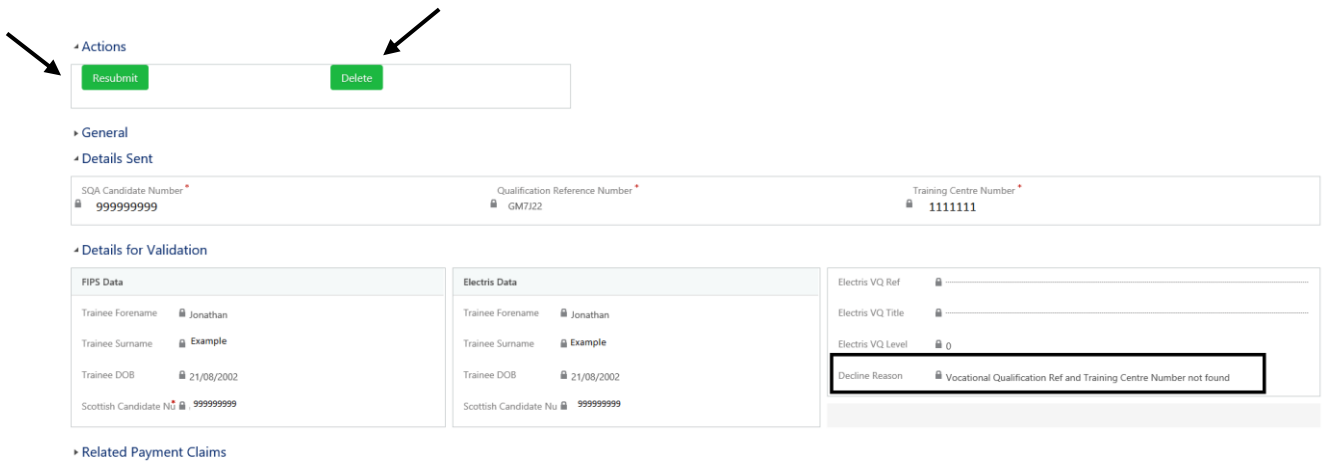 Actions
Resubmit Delete
General
Details Sent
SQA Candidate Number* Qualification Reference Number* Training Centre Number*
999999999 GM7J22 1111111
Details for Validation
FIPS Data Electris Data Electris VQ Ref
Trainee Forename Jonathan Trainee Forename Jonathan Electris VQ Title
Trainee Surname Example Trainee Surname Example Electris VQ Level 0
Trainee DOB 21/08/2002 Trainee DOB 21/08/2002 Decline Reason Vocational Qualification Ref and Training Centre Number not found
Scottish Candidate Nu* 999999999 Scottish Candidate Nu 999999999
Related Payment Claims